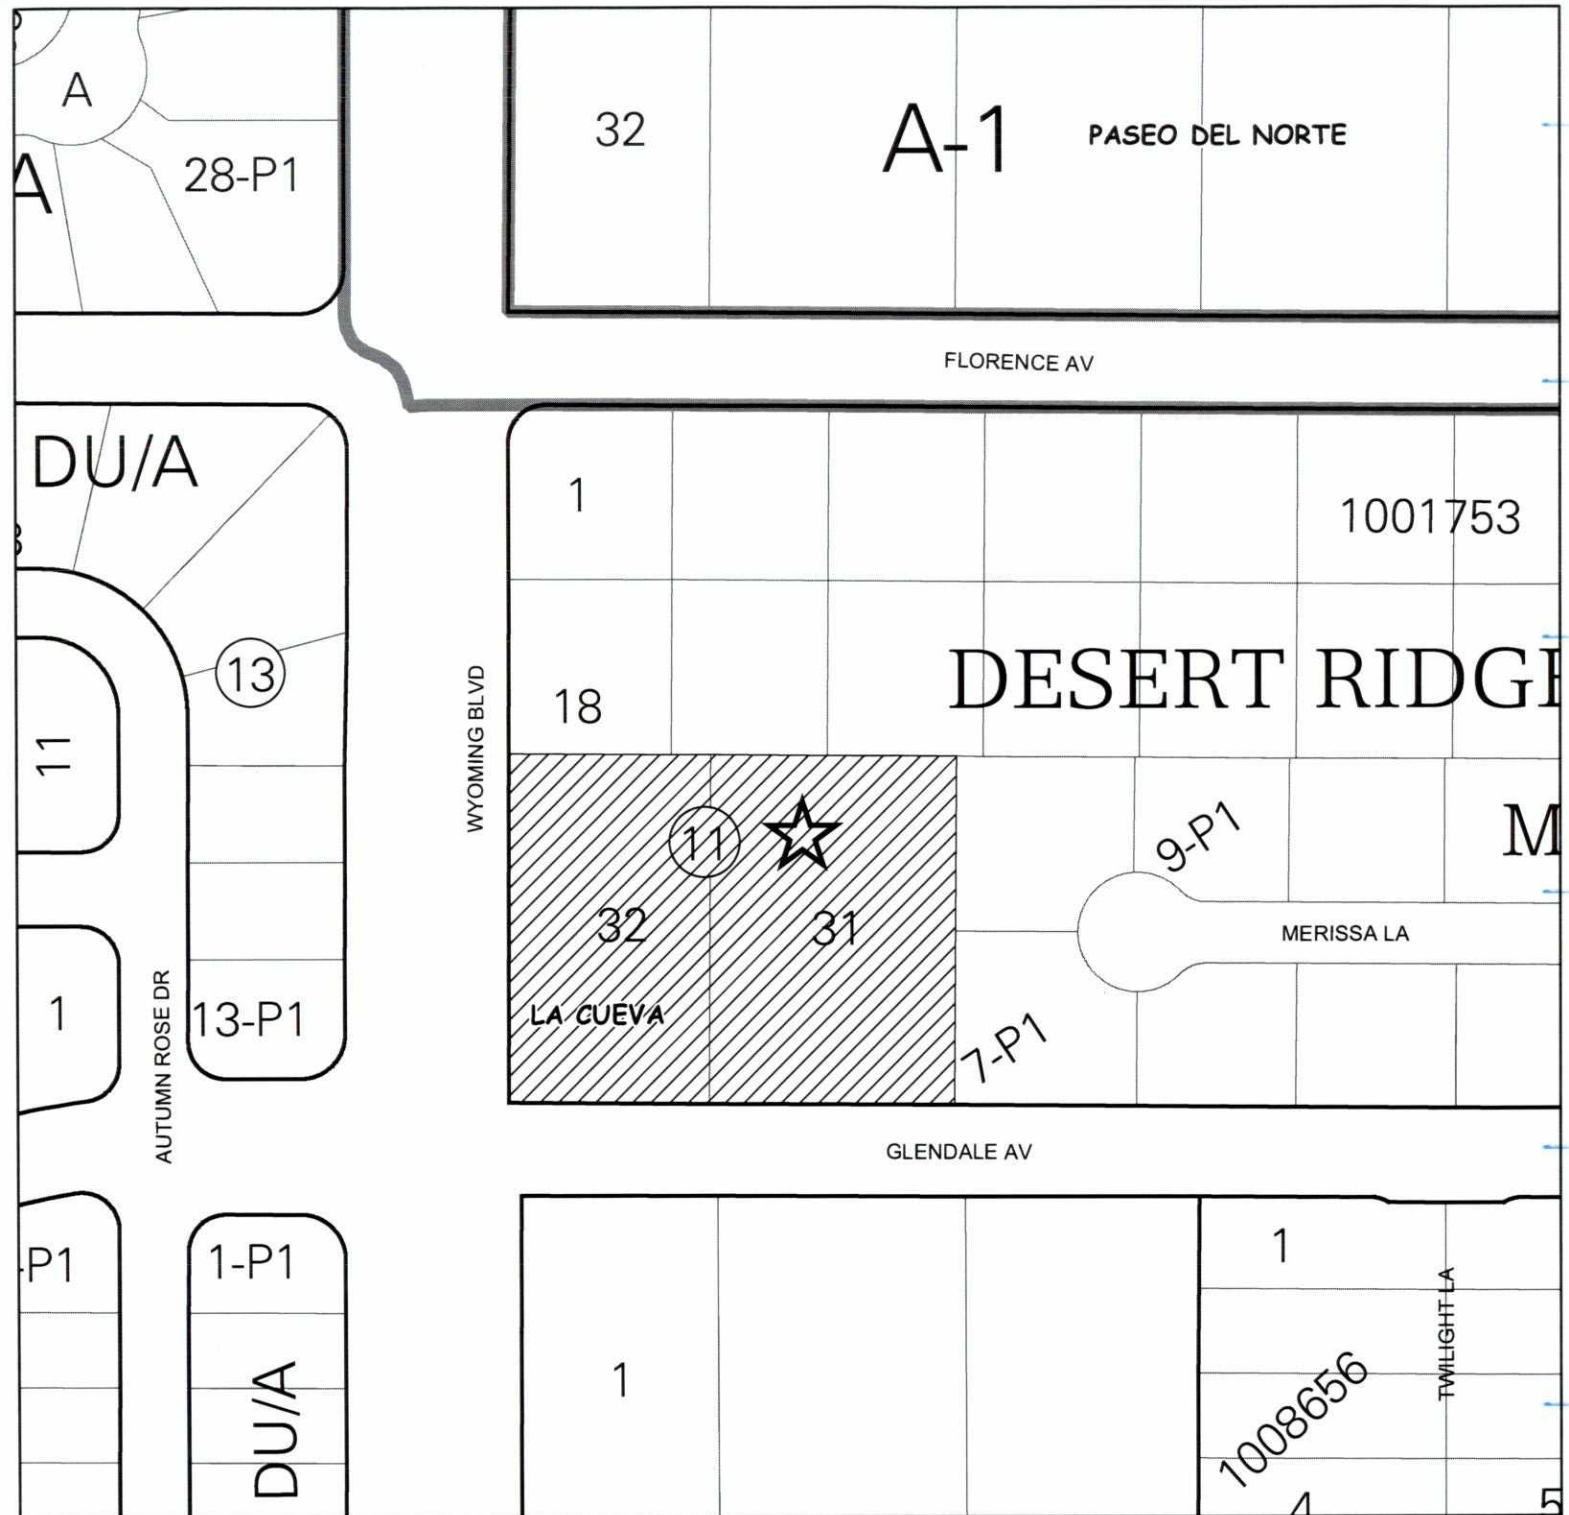 A
32
A-1
PASEO DEL NORTE
28-P1
A
FLORENCE AV
DU/A
1
1001753
13
18
DESERT RIDGE
11
WYOMING BLVD
M
9-P1
11
32
31
MERISSA LA
LA CUEVA
1
AUTUMN ROSE DR
13-P1
7-P1
GLENDALE AV
-P1
1-P1
1
1
TWILIGHT LA
DU/A
1008656
4
5